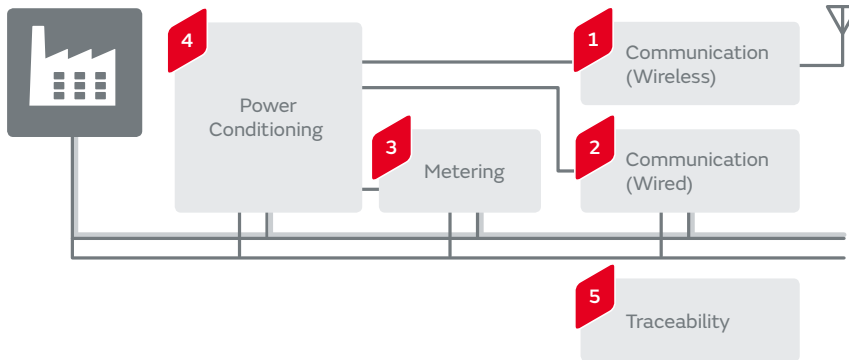 4
Power
Conditioning
1
Communication
(Wireless)
3
Metering
2
Communication
(Wired)
5
Traceability